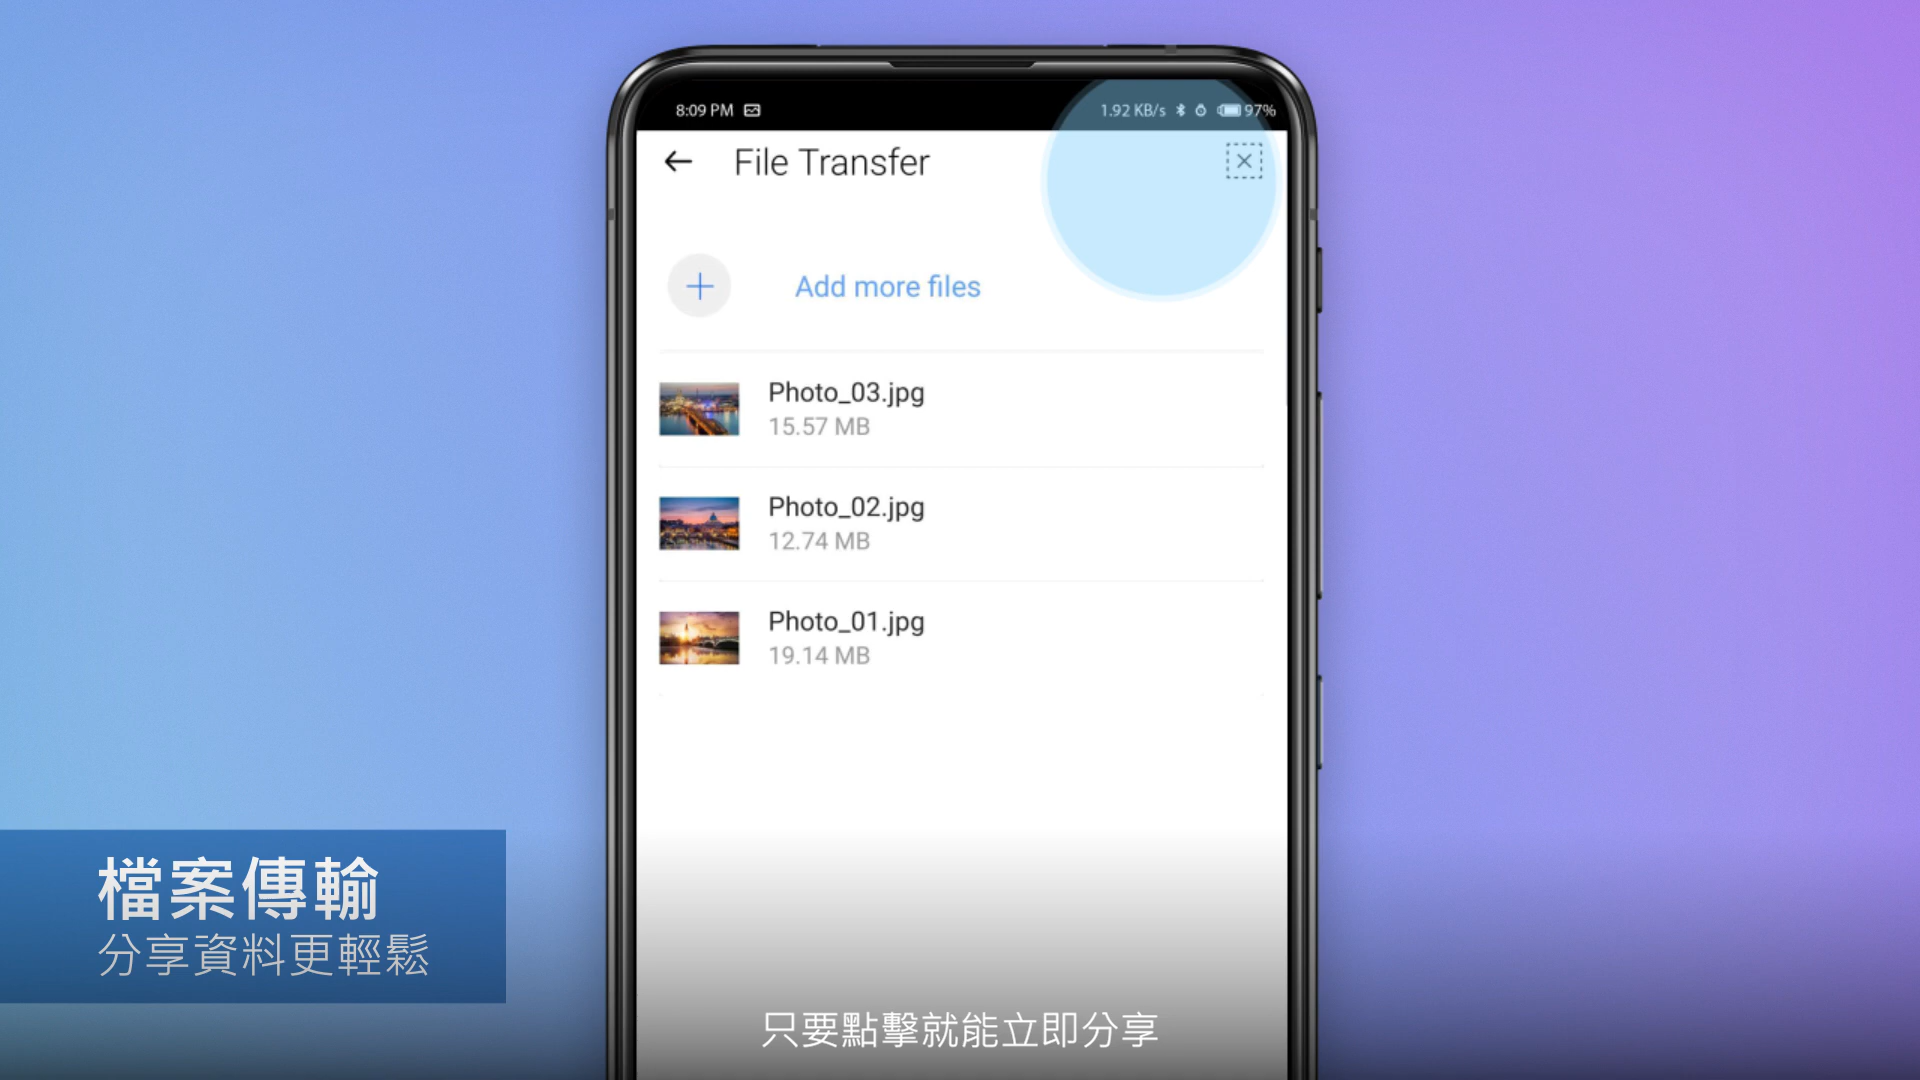 8:09 PM
1.92 KB/s
97%
File Transfer
Add more files
Photo_03.jpg
15.57 MB
Photo_02.jpg
12.74 MB
Photo_01.jpg
19.14 MB
檔案傳輸
分享資料更輕鬆
只要點擊就能立即分享